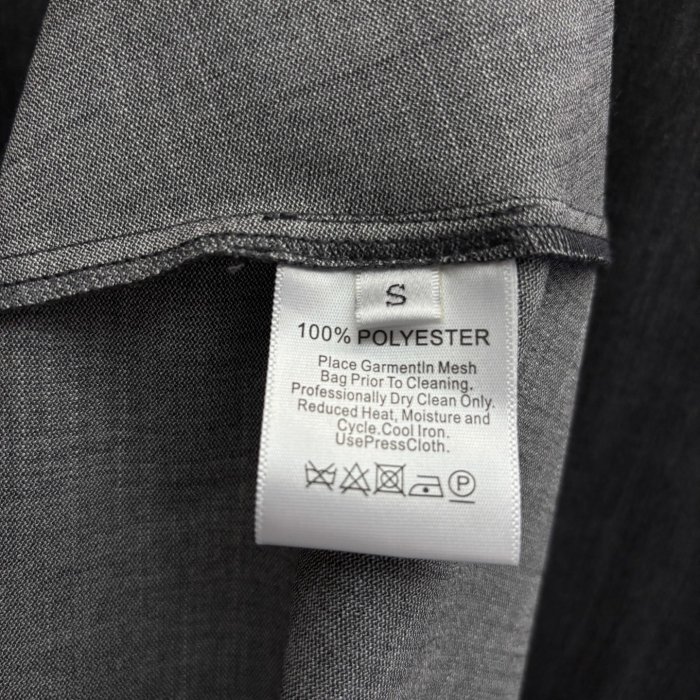 S
100% POLYESTER
Place GarmentIn Mesh
Bag Prior To Cleaning.
Professionally Dry Clean Only.
Reduced Heat, Moisture and
Cycle.Cool Iron.
UsePressCloth.
P